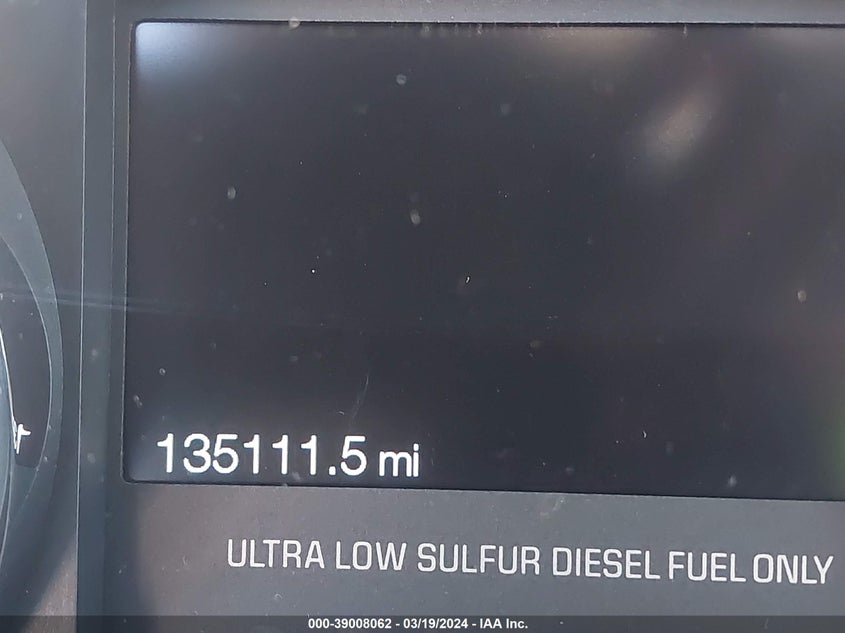 135111.5 mi
ULTRA LOW SULFUR DIESEL FUEL ONLY
000-39008062 - 03/19/2024 - IAA Inc.